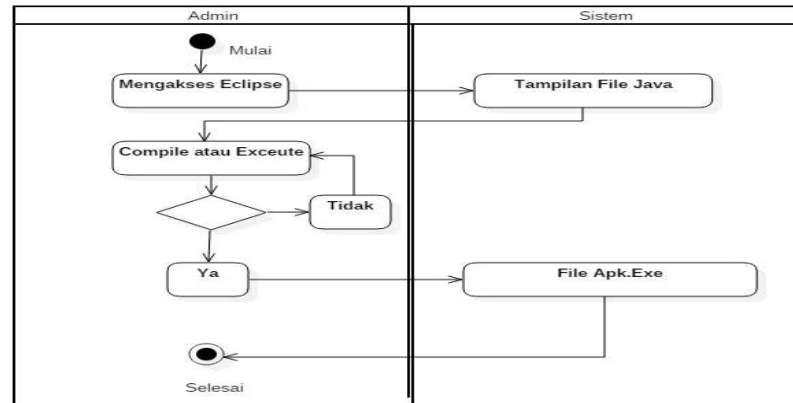 Admin
Sistem
Mulai
Mengakses Eclipse
Tampilan File Java
Compile atau Exceute
Tidak
Ya
File Apk.Exe
Selesai